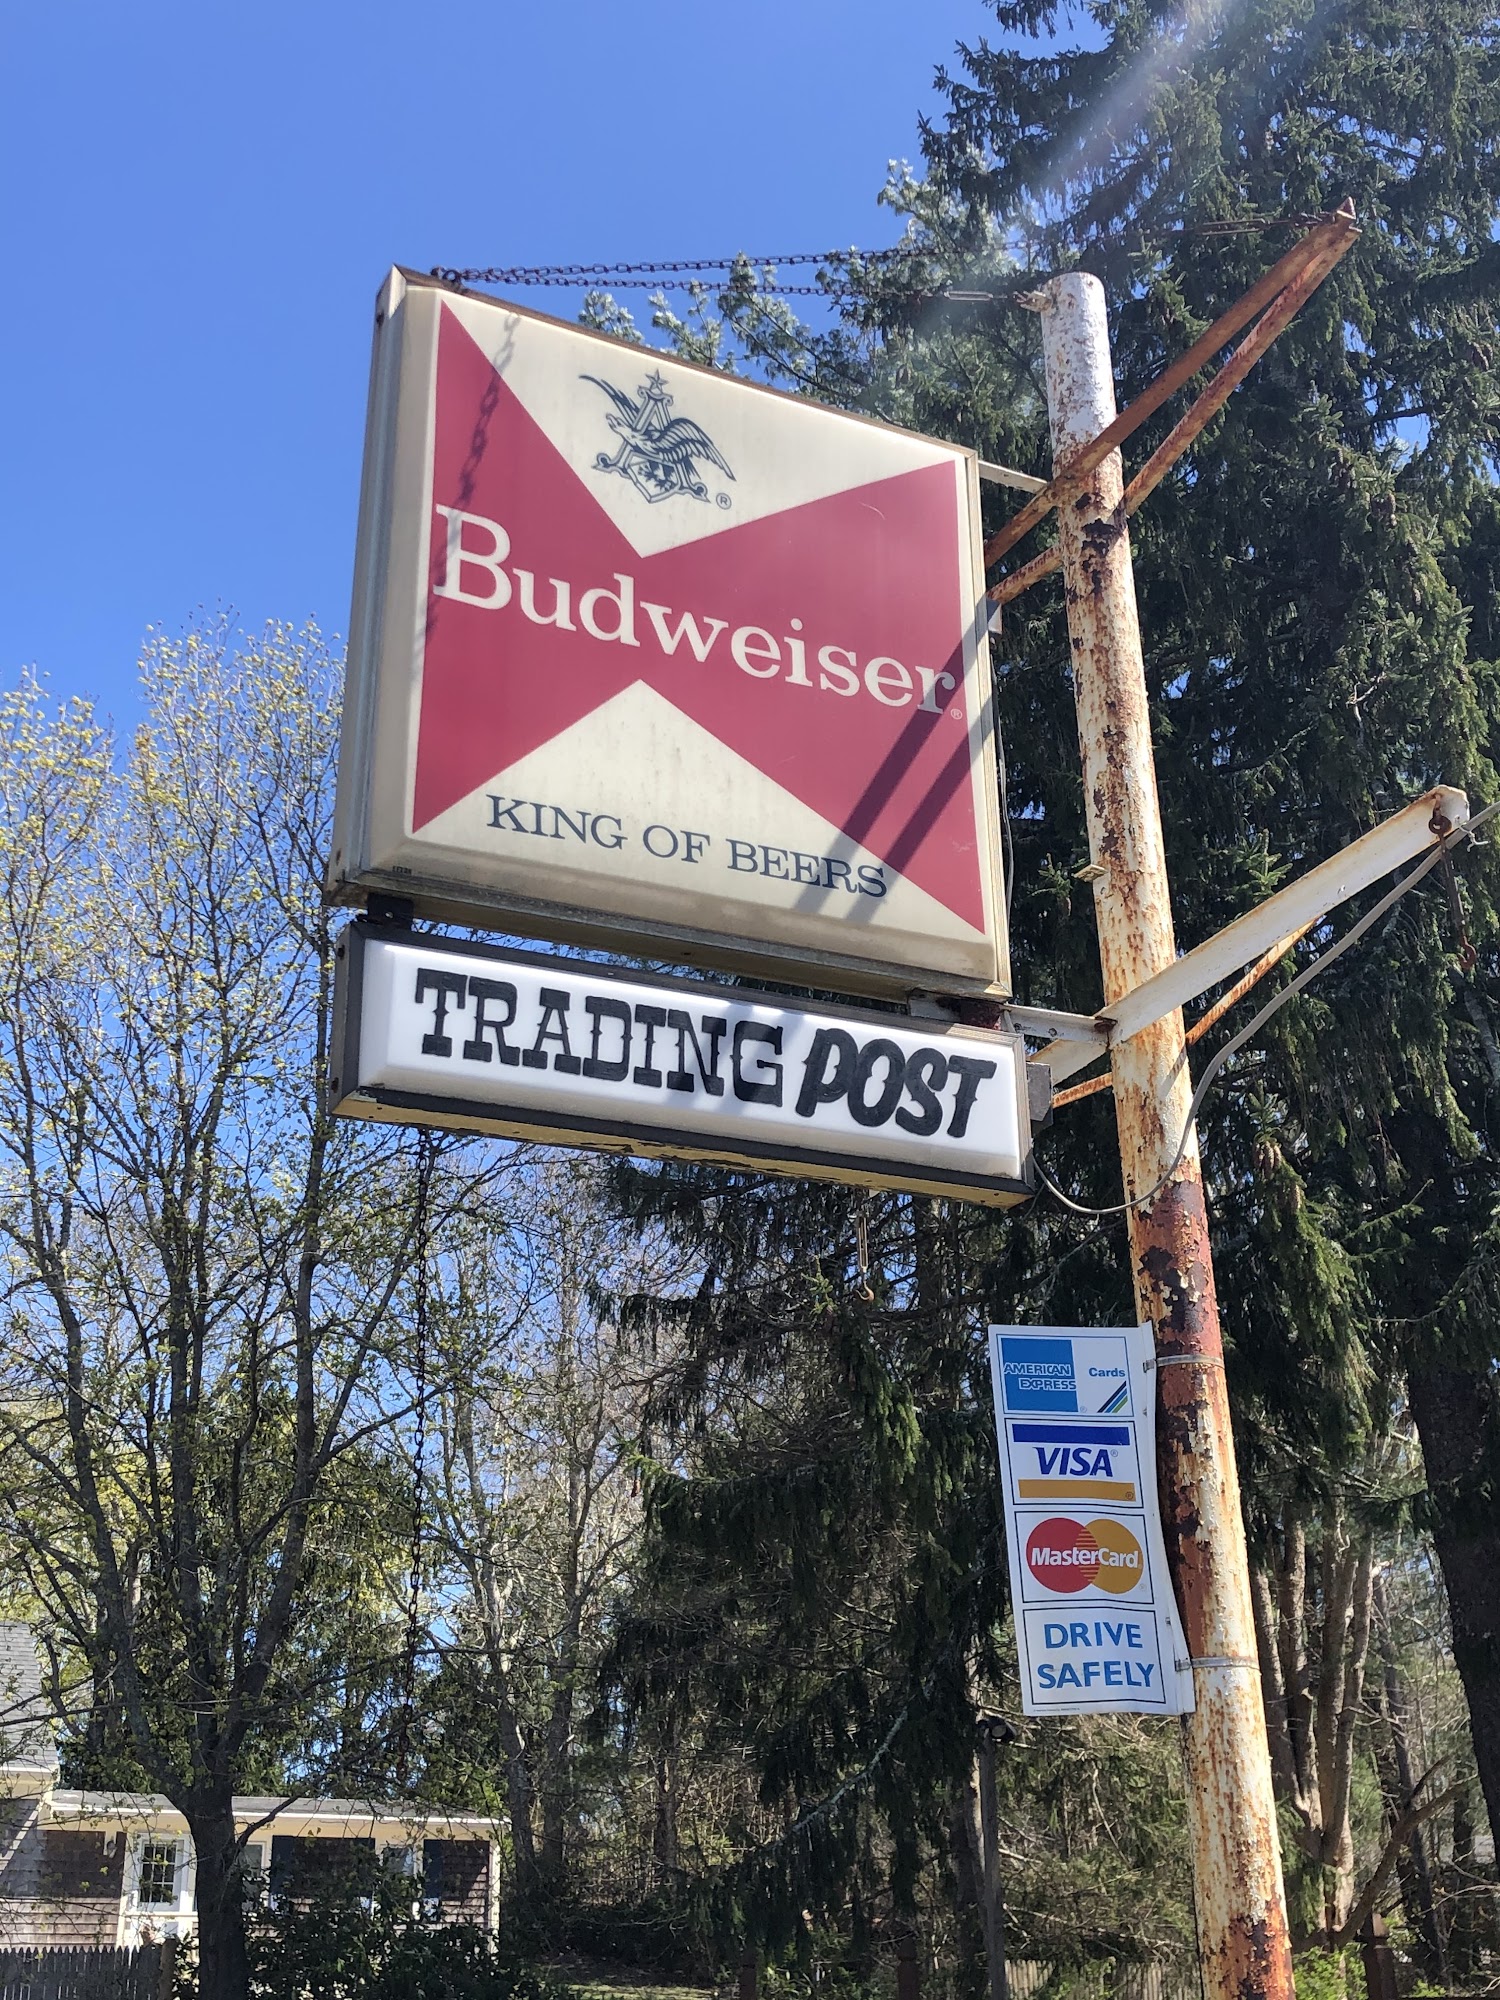 Budweiser®
KING OF BEERS
TRADING POST
AMERICAN
EXPRESS
Cards
VISA
MasterCard
DRIVE
SAFELY